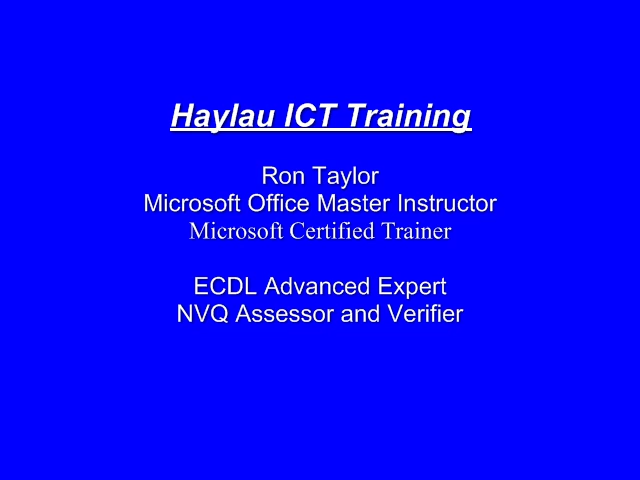 Haylau ICT Training
Ron Taylor
Microsoft Office Master Instructor
Microsoft Certified Trainer
ECDL Advanced Expert
NVQ Assessor and Verifier